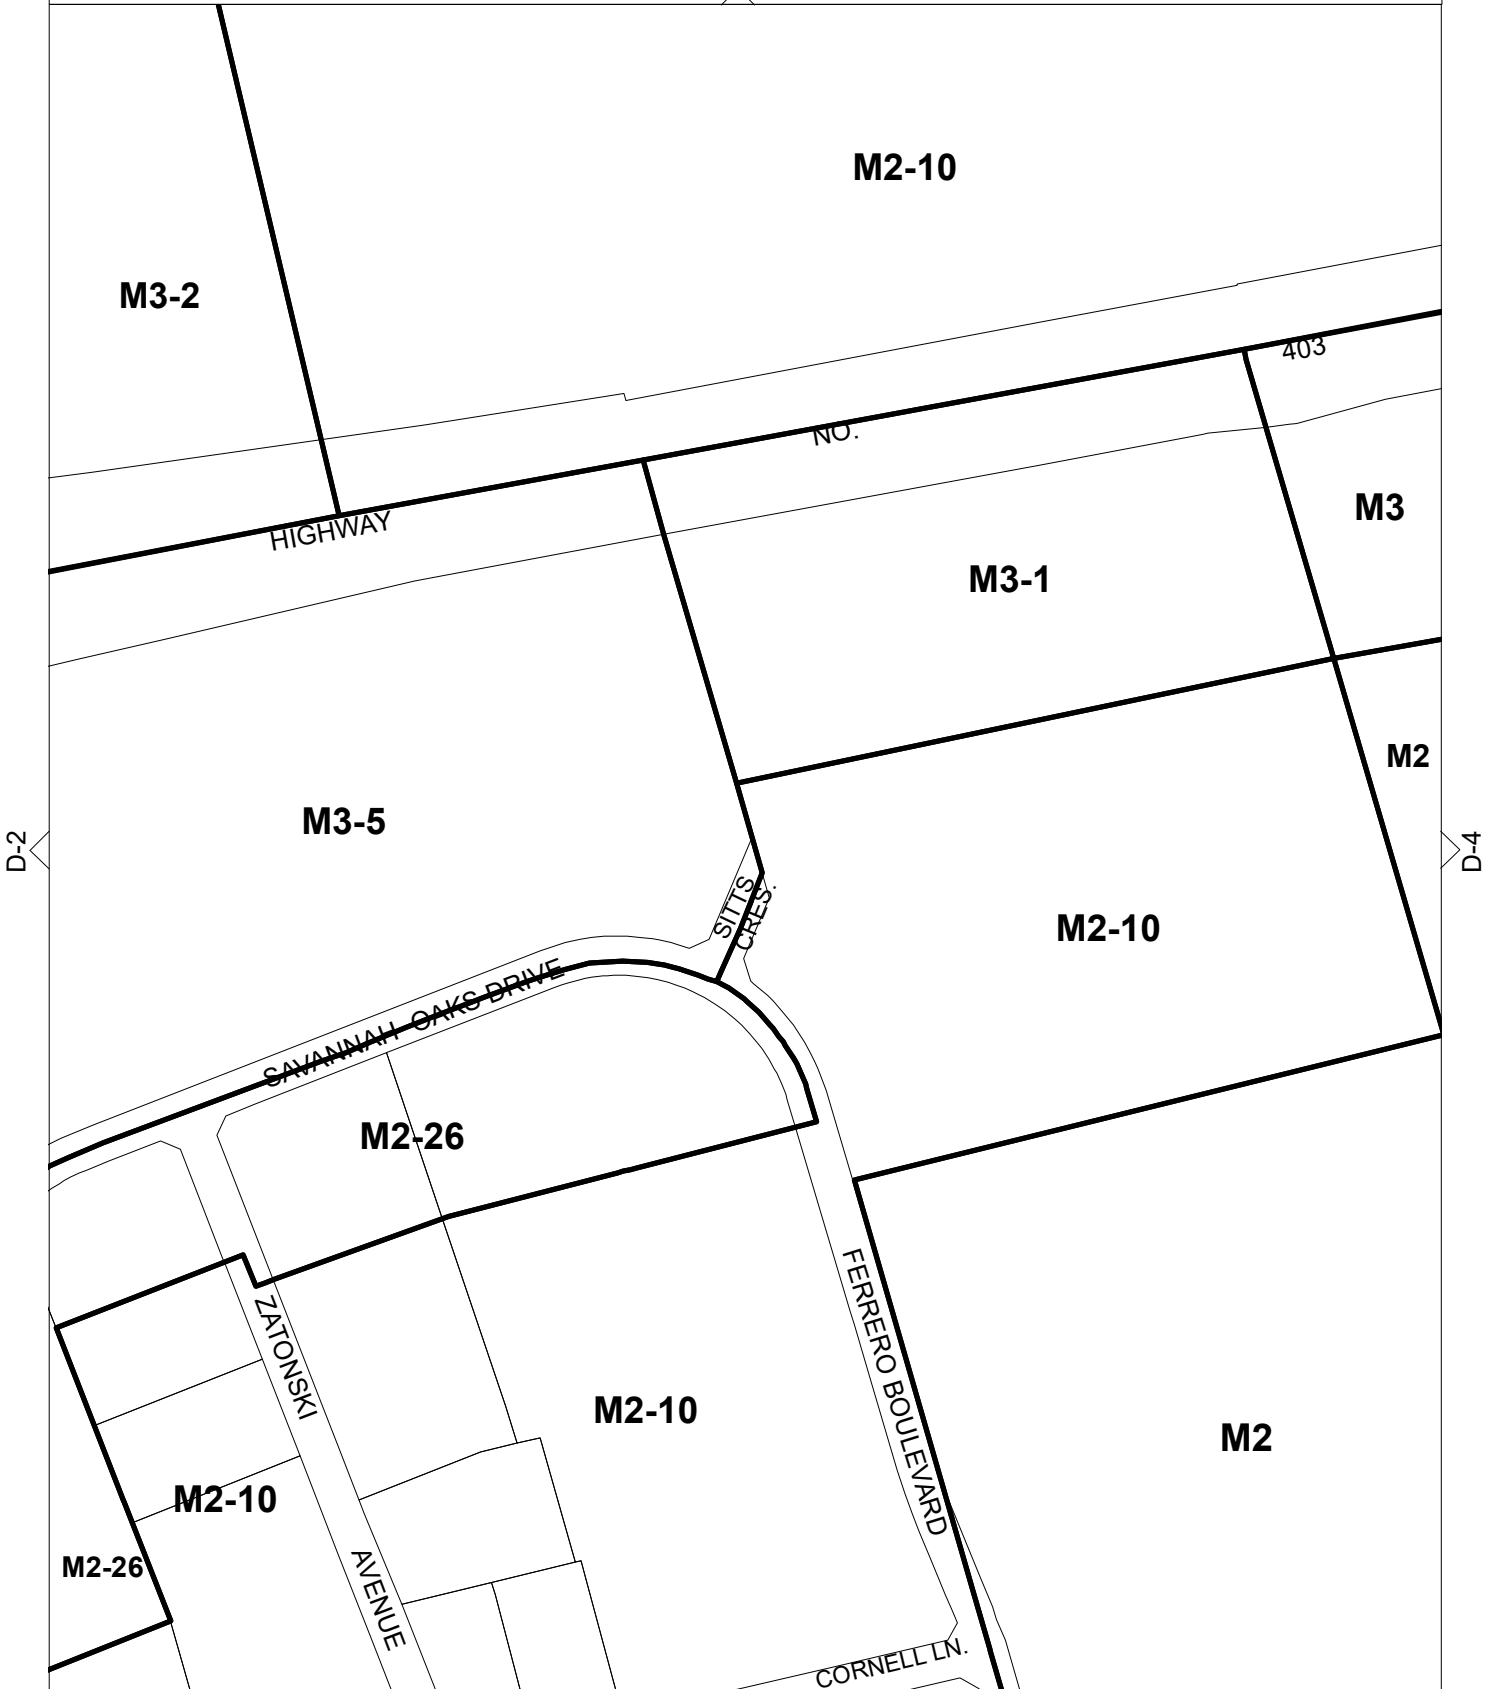 M2-10
M3-2
403
NO.
HIGHWAY
M3
M3-1
M2
M3-5
D-2
D-4
SITTS
CRES.
M2-10
SAVANNAH OAKS DRIVE
M2-26
FERRERO BOULEVARD
ZATONSKI
M2-10
M2
M2-10
M2-26
AVENUE
CORNELL LN.